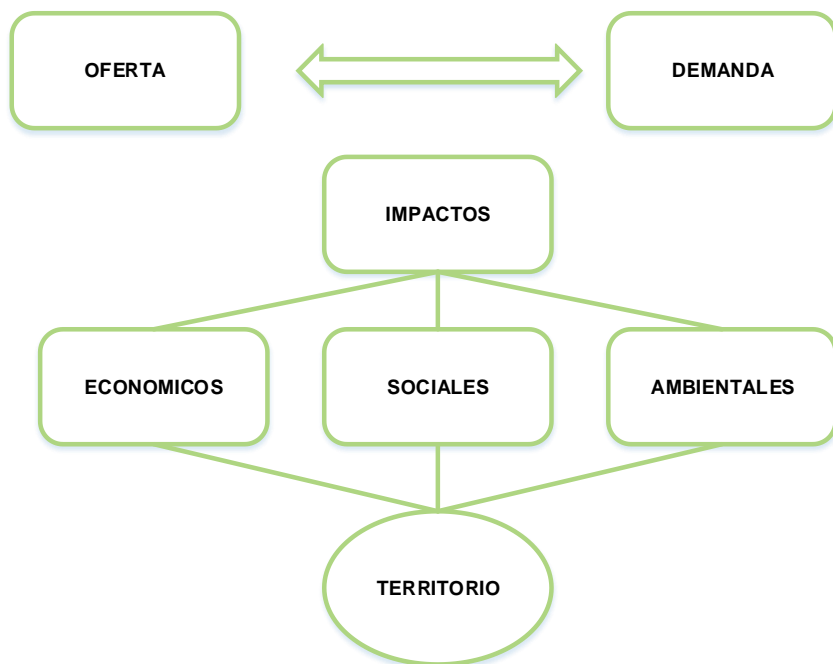 OFERTA
DEMANDA
IMPACTOS
ECONOMICOS
SOCIALES
AMBIENTALES
TERRITORIO